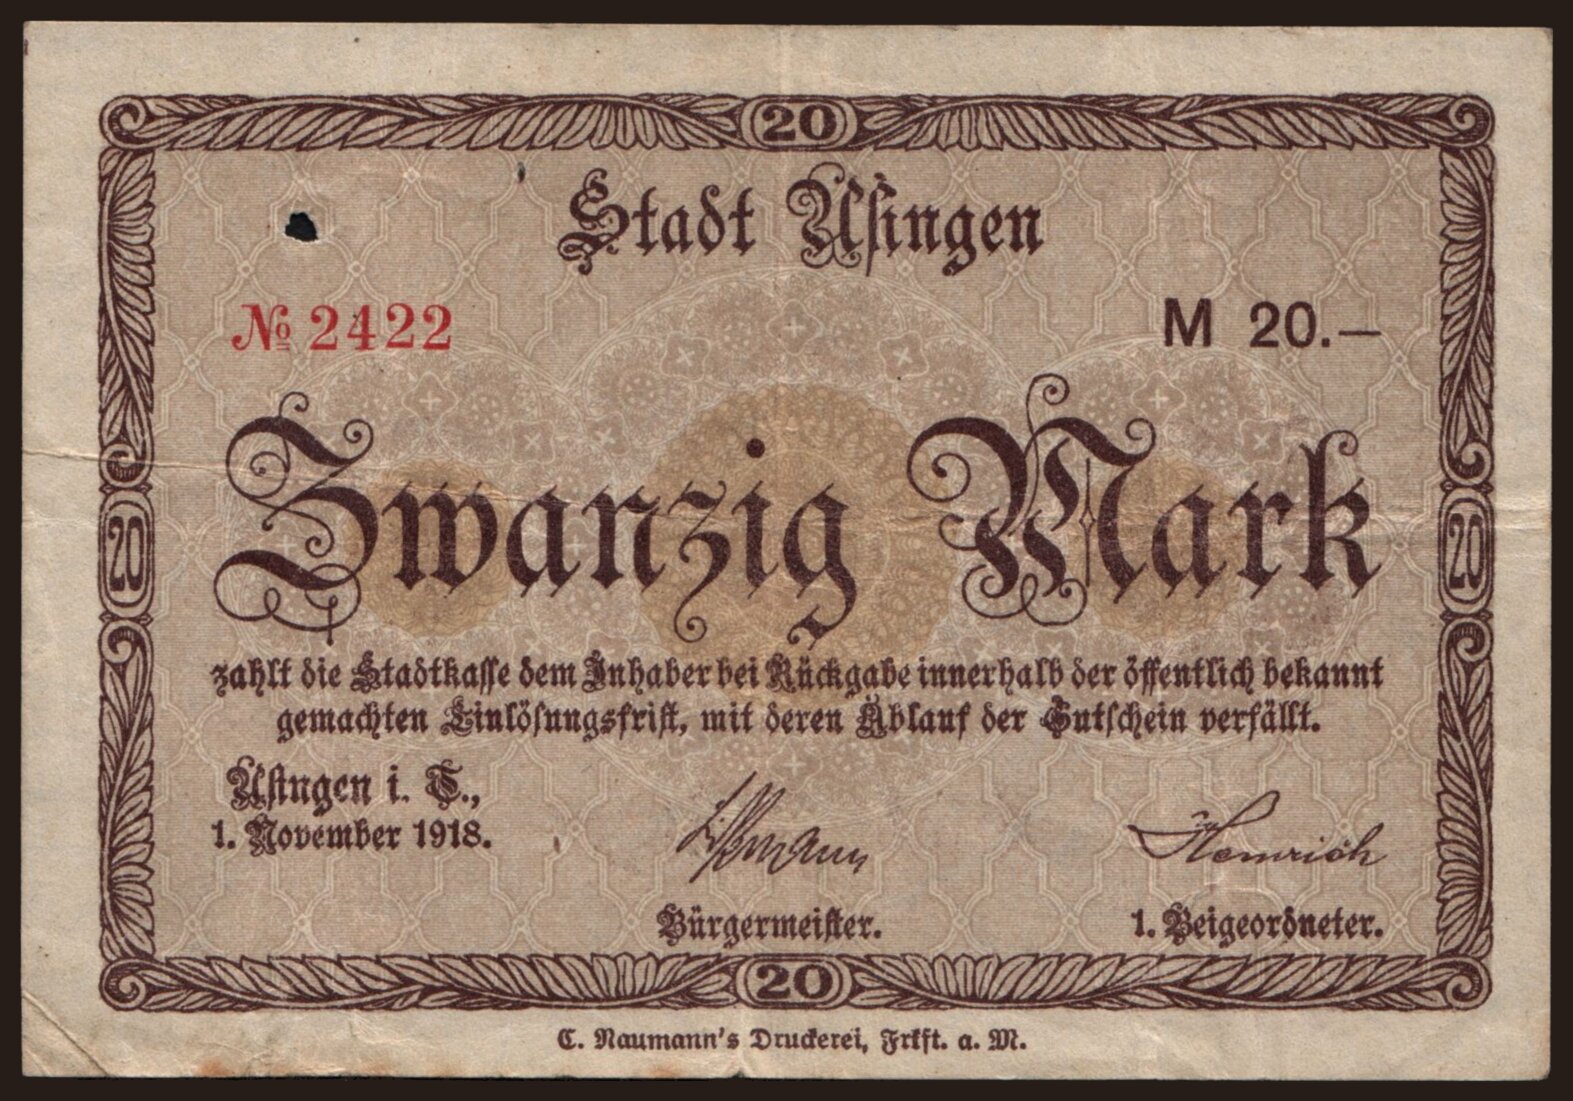 20
Stadt Usingen
№ 2422
M 20.—
Zwanzig Mark
20
20
zahlt die Stadtkasse dem Inhaber bei Rückgabe innerhalb der öffentlich bekannt
gemachten Einlösungsfrist, mit deren Ablauf der Gutschein verfällt.
Usingen i. T.,
1. November 1918.
Heinrich
Bürgermeister.
1. Beigeordneter.
20
C. Naumann's Druckerei, Frkft. a. M.